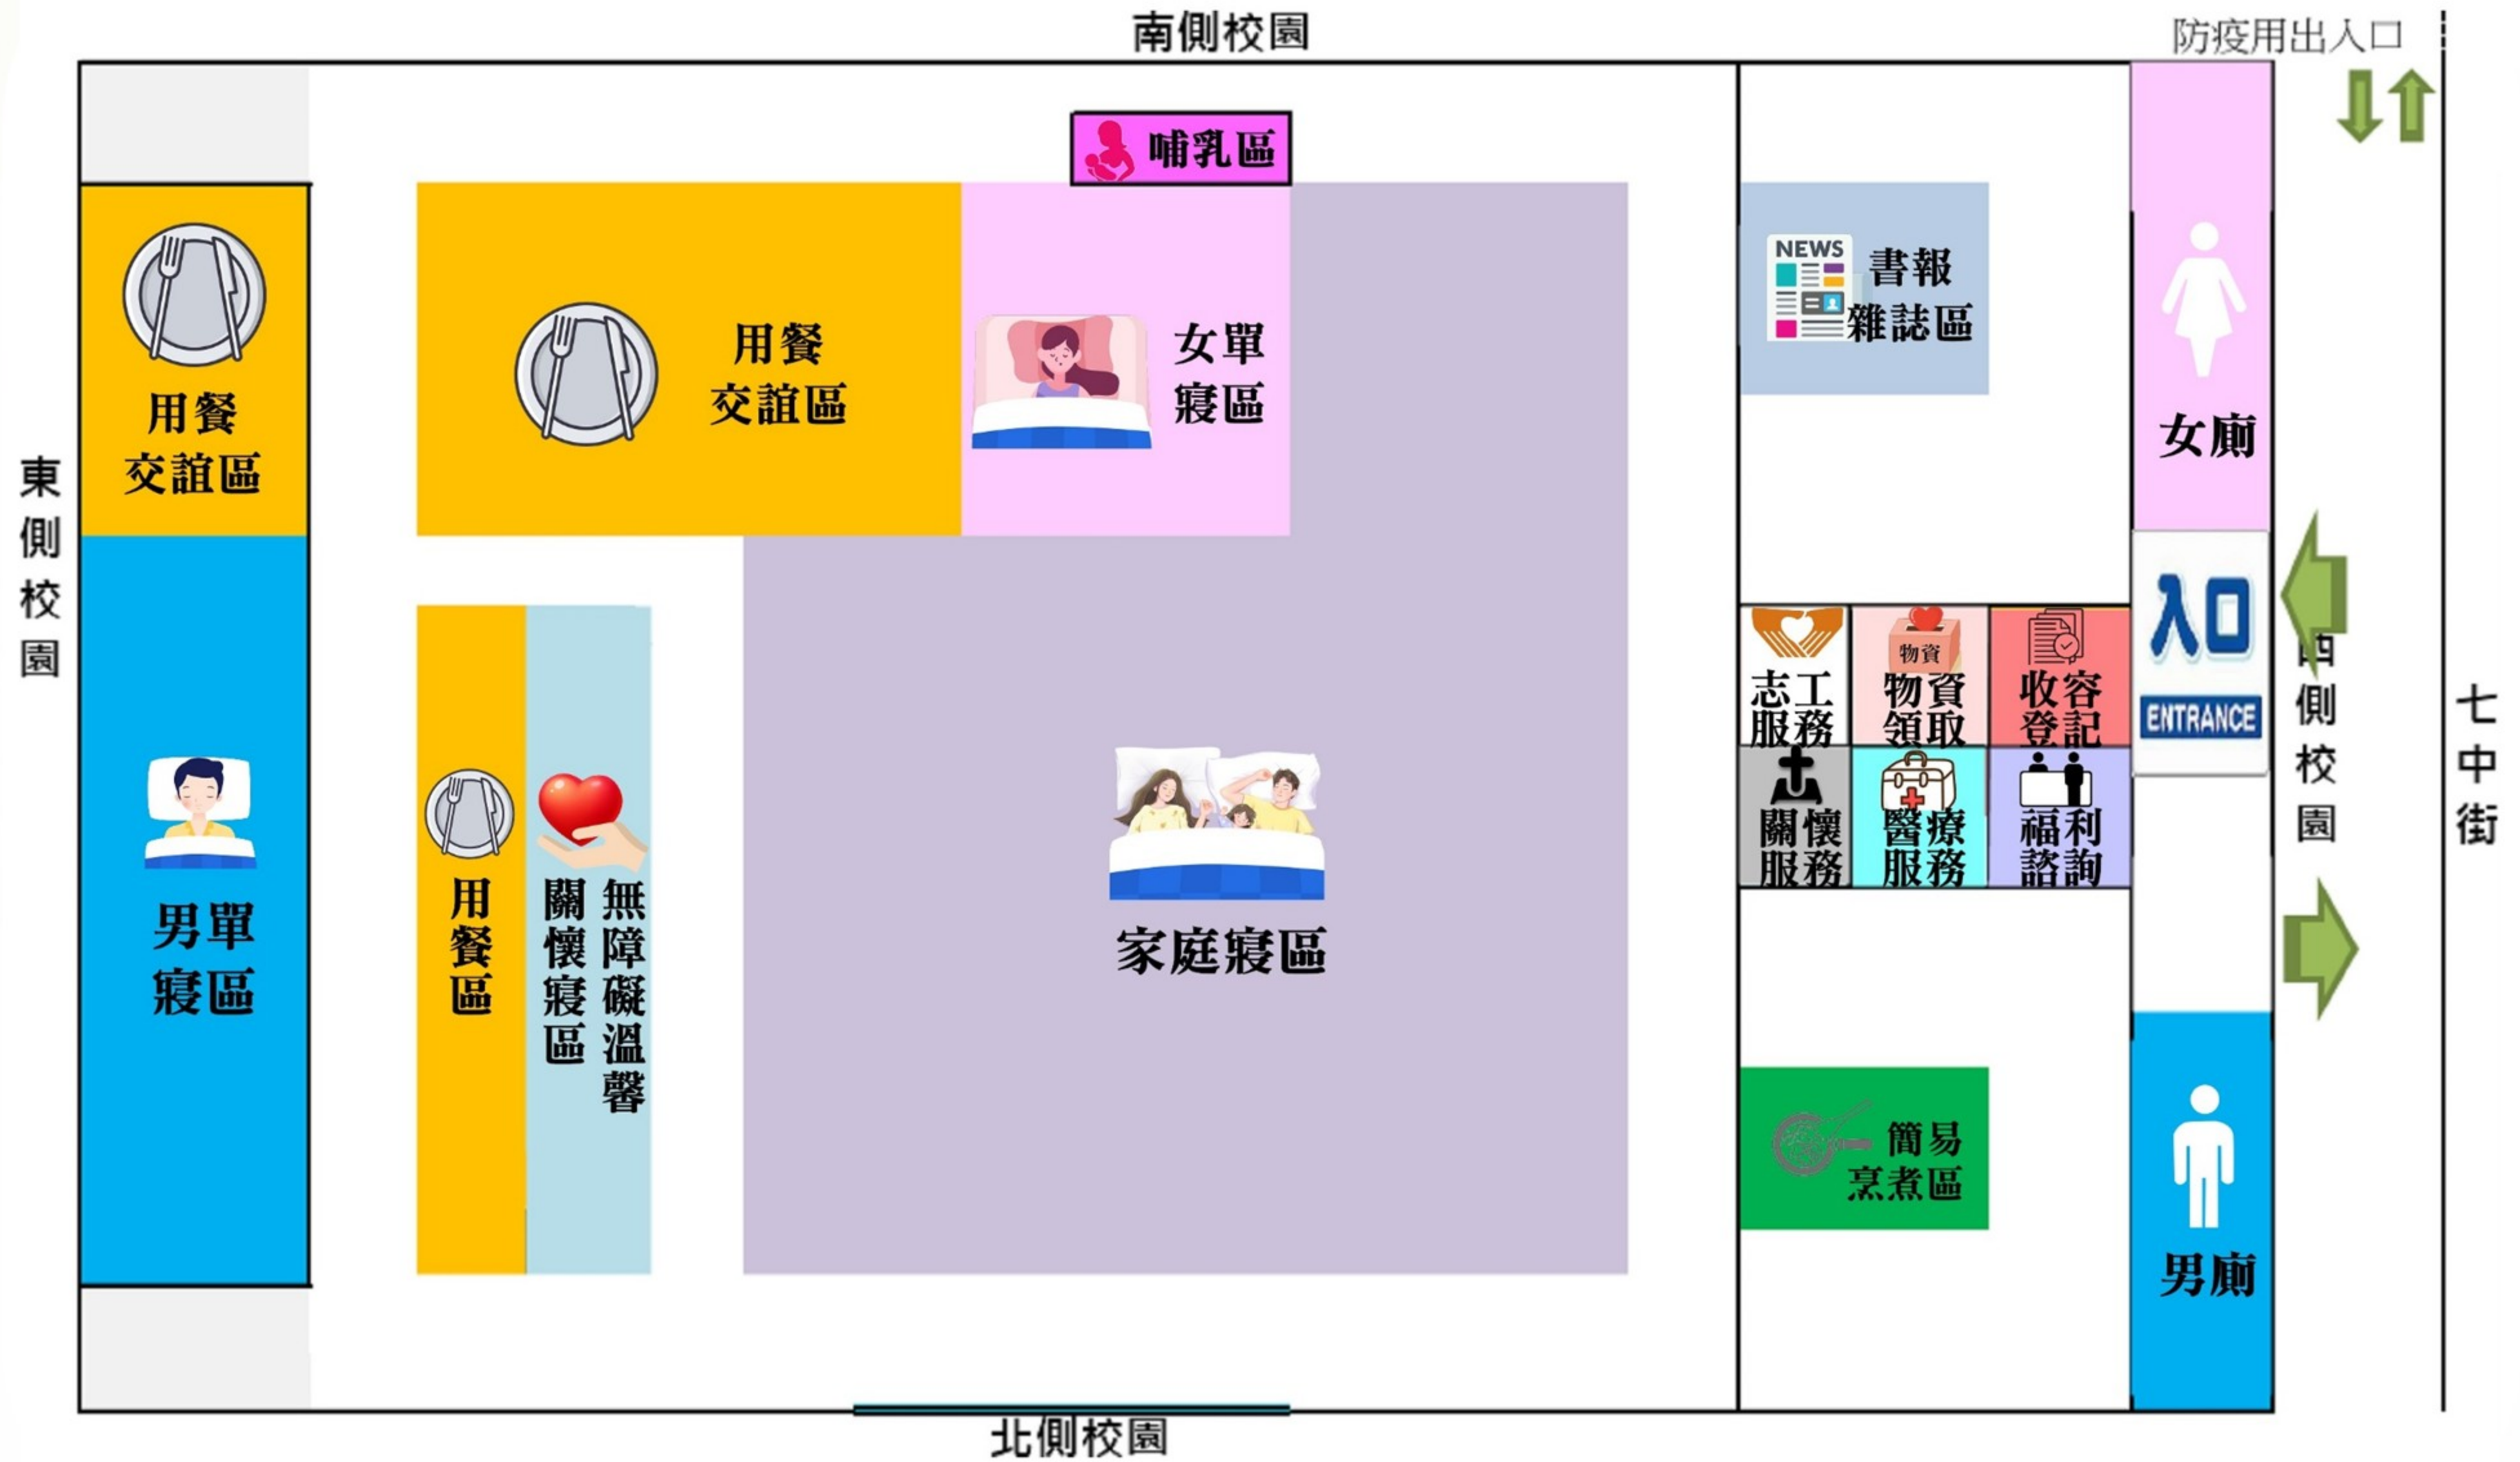 南側校園
防疫用出入口
哺乳區
用餐
交誼區
用餐
交誼區
女單
寢區
NEWS
書報
雜誌區
女廁
東側校園
入口
ENTRANCE
物資
志工
服務
物資
領取
收容
登記
關懷
服務
醫療
服務
福利
諮詢
側校園
七中街
男單
寢區
用餐區
無障礙溫馨
關懷寢區
家庭寢區
簡易
烹煮區
男廁
北側校園